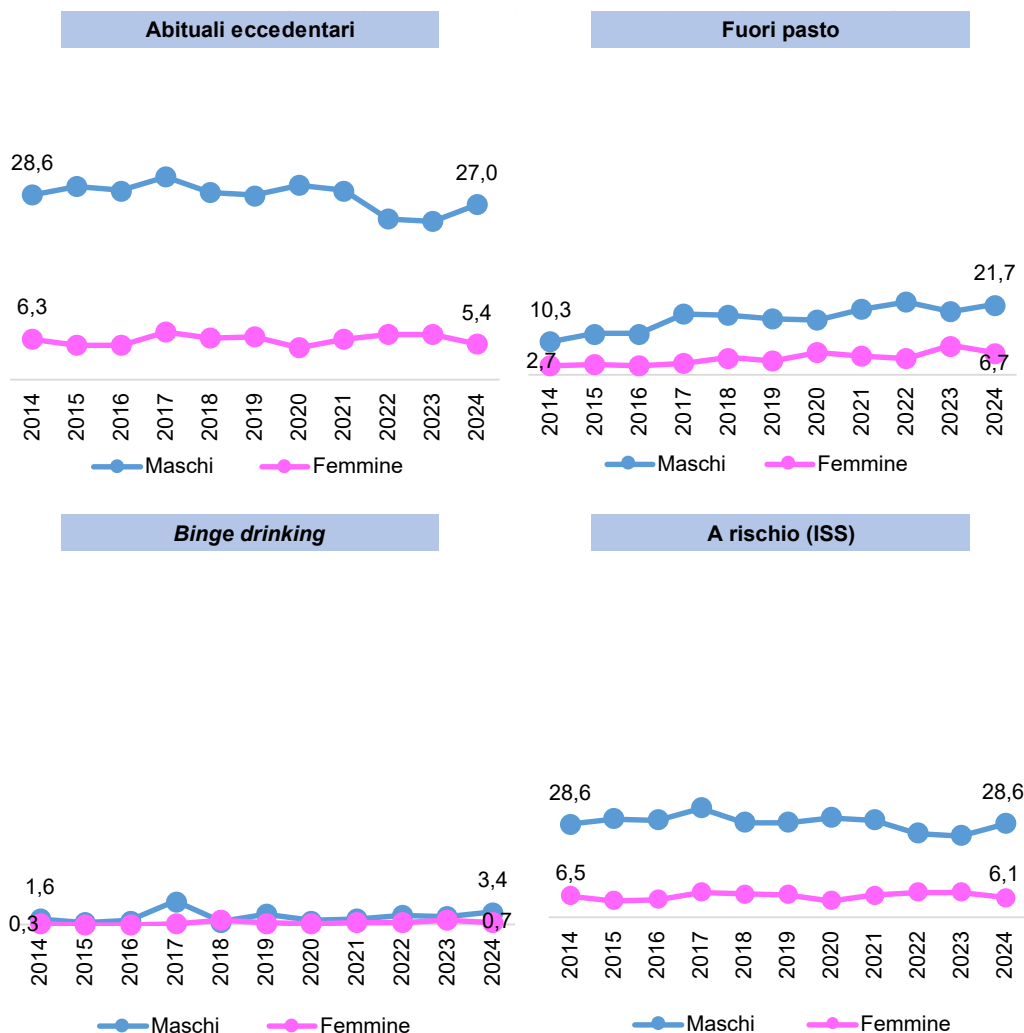 Abituali eccedentari
28,6
27,0
6,3
5,4
2014 2015 2016 2017 2018 2019 2020 2021 2022 2023 2024
Maschi Femmine
Fuori pasto
10,3
21,7
2,7
6,7
2014 2015 2016 2017 2018 2019 2020 2021 2022 2023 2024
Maschi Femmine
Binge drinking
1,6
3,4
0,3
0,7
2014 2015 2016 2017 2018 2019 2020 2021 2022 2023 2024
Maschi Femmine
A rischio (ISS)
28,6
28,6
6,5
6,1
2014 2015 2016 2017 2018 2019 2020 2021 2022 2023 2024
Maschi Femmine